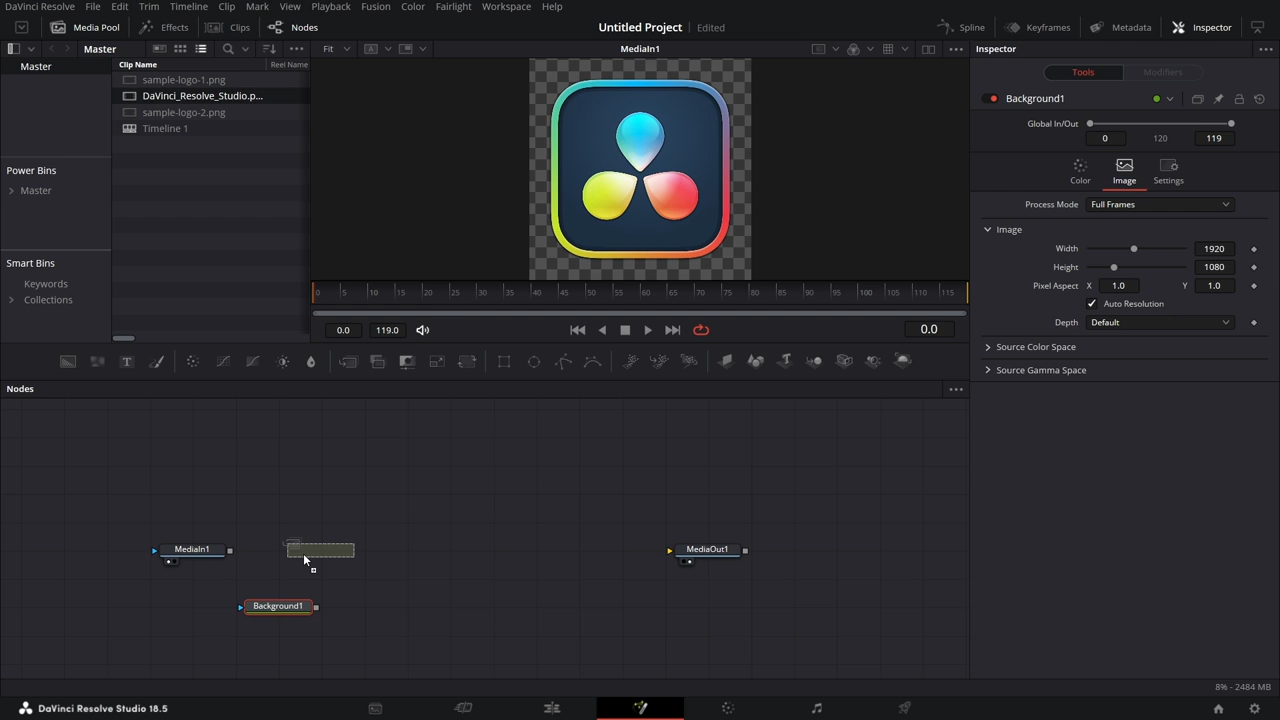 DaVinci Resolve File Edit Trim Timeline Clip Mark View Playback Fusion Color Fairlight Workspace Help
Media Pool Effects Clips Nodes Untitled Project Edited Spline Keyframes Metadata Inspector
Master Fit MediaIn1 Inspector
Master
Clip Name Reel Name
sample-logo-1.png
DaVinci_Resolve_Studio.p...
sample-logo-2.png
Timeline 1
Power Bins
Master
Smart Bins
Keywords
Collections
0 5 10 15 20 25 30 35 40 45 50 55 60 65 70 75 80 85 90 95 100 105 110 115
0.0 119.0 0.0
Tools Modifiers
Background1
Global In/Out
0 120 119
Color Image Settings
Process Mode Full Frames
Image
Width 1920
Height 1080
Pixel Aspect X 1.0 Y 1.0
Auto Resolution
Depth Default
Source Color Space
Source Gamma Space
Nodes
MediaIn1 MediaOut1
Background1
8% - 2484 MB
DaVinci Resolve Studio 18.5